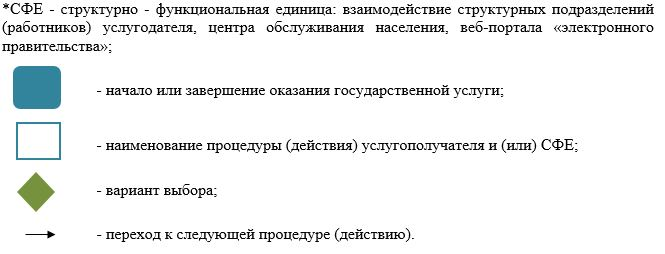 *СФЕ - структурно - функциональная единица: взаимодействие структурных подразделений
(работников) услугодателя, центра обслуживания населения, веб-портала «электронного
правительства»;
- начало или завершение оказания государственной услуги;
- наименование процедуры (действия) услугополучателя и (или) СФЕ;
- вариант выбора;
- переход к следующей процедуре (действию).